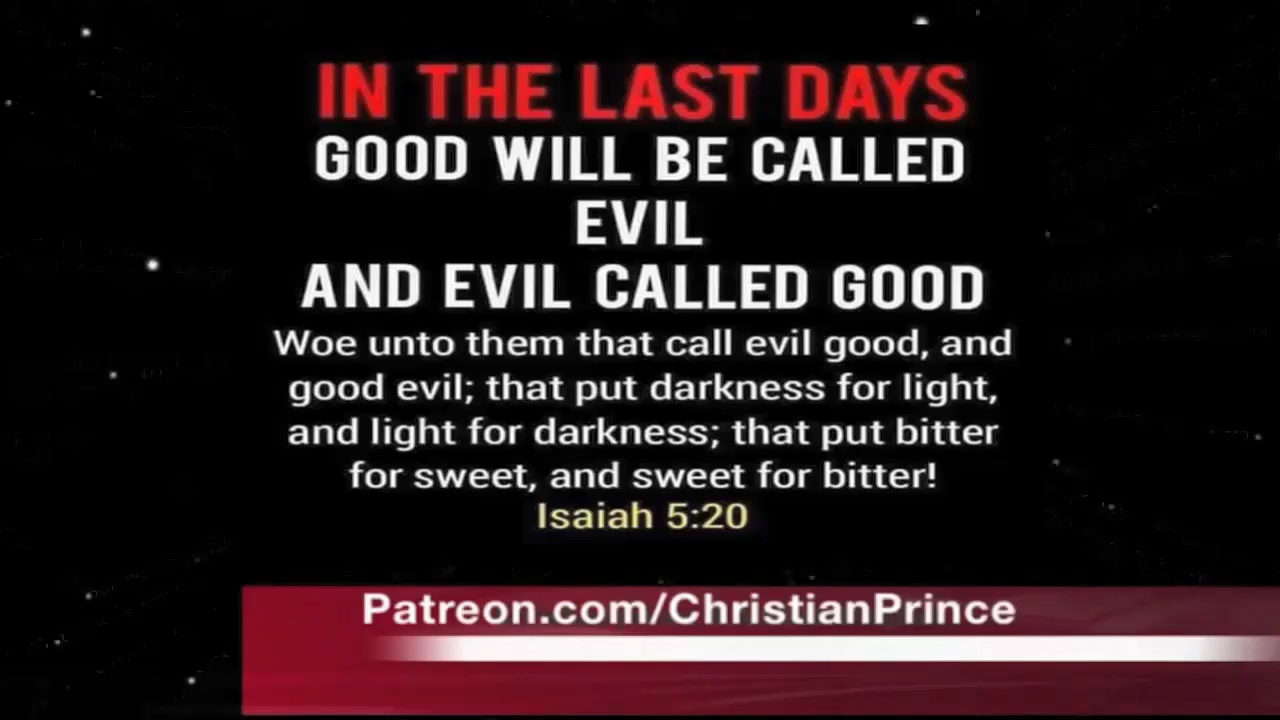 IN THE LAST DAYS
GOOD WILL BE CALLED
EVIL
AND EVIL CALLED GOOD
Woe unto them that call evil good, and
good evil; that put darkness for light,
and light for darkness; that put bitter
for sweet, and sweet for bitter!
Isaiah 5:20
Patreon.com/ChristianPrince